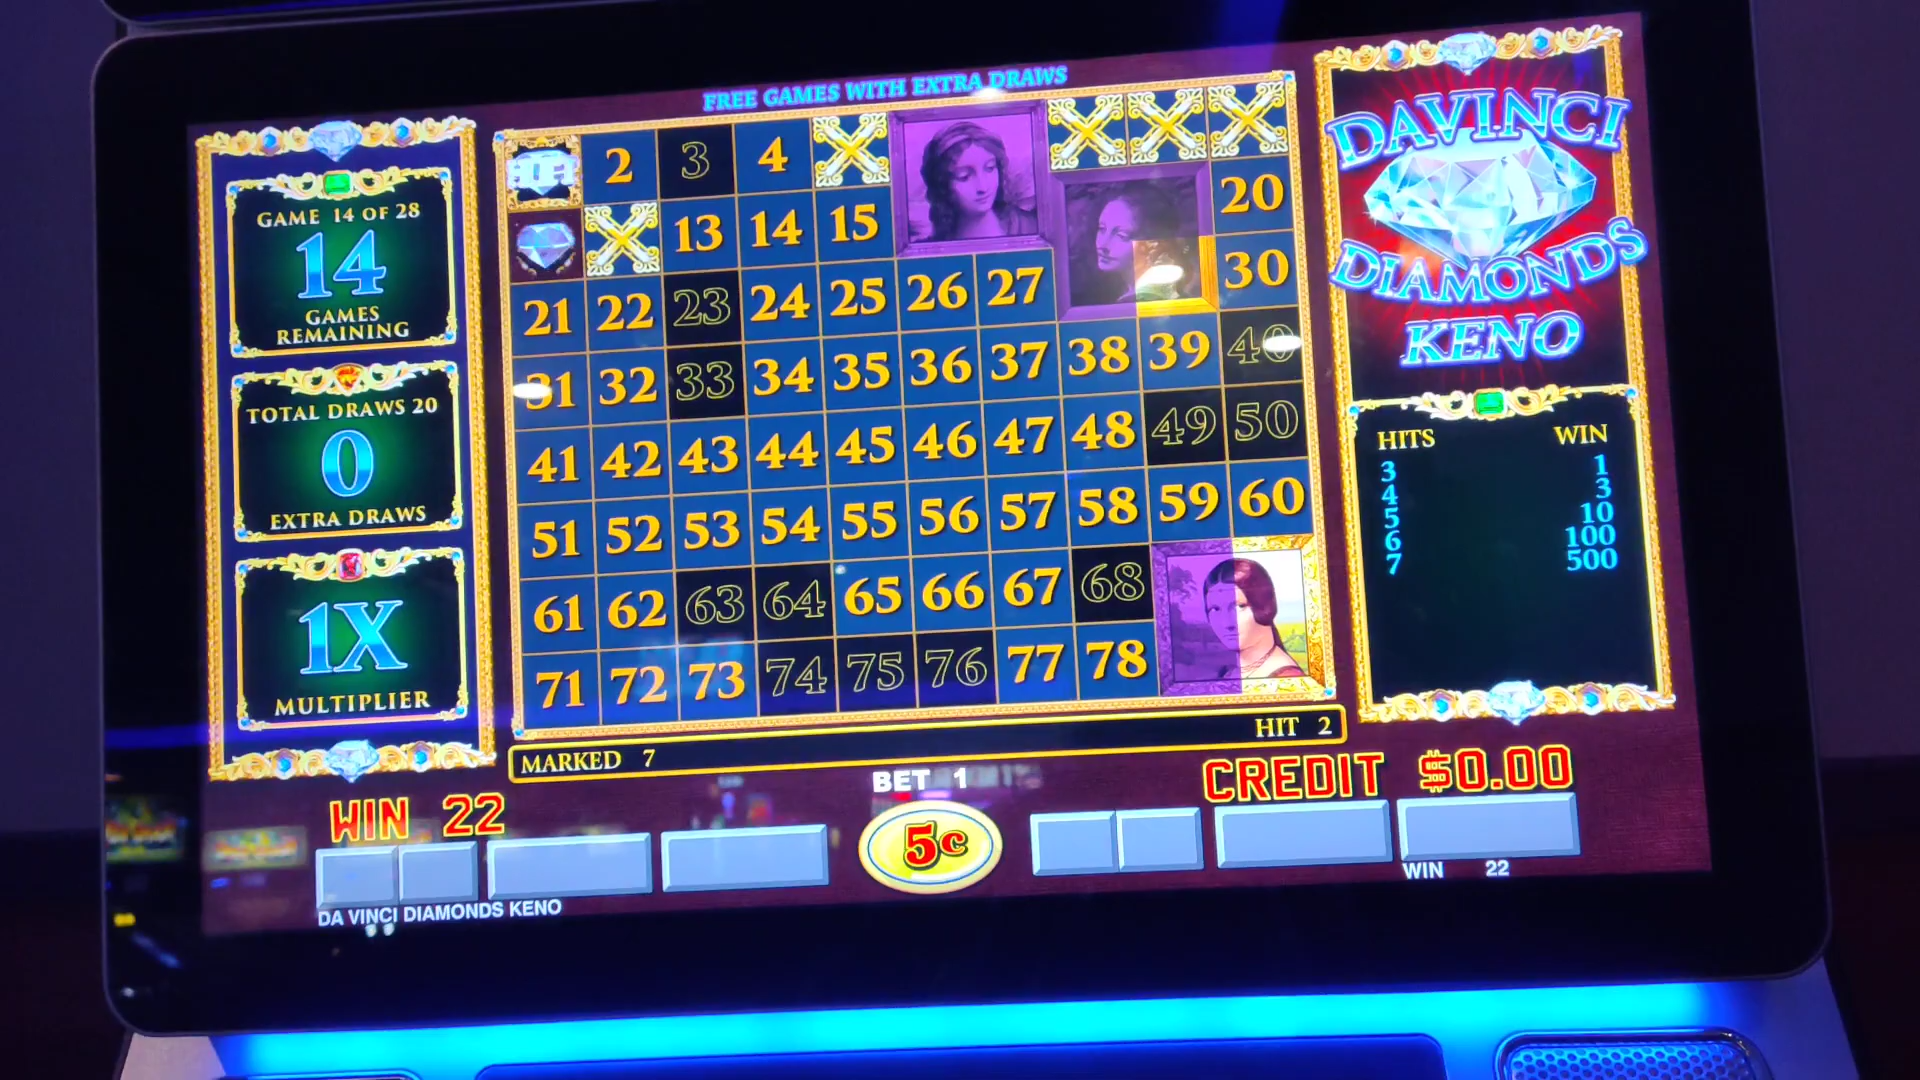 FREE GAMES WITH EXTRA DRAWS
GAME 14 OF 28
14
GAMES
REMAINING
TOTAL DRAWS 20
0
EXTRA DRAWS
1X
MULTIPLIER
2 3 4
13 14 15 20
21 22 23 24 25 26 27 30
31 32 33 34 35 36 37 38 39 40
41 42 43 44 45 46 47 48 49 50
51 52 53 54 55 56 57 58 59 60
61 62 63 64 65 66 67 68
71 72 73 74 75 76 77 78
MARKED 7 HIT 2
DAVINCI
DIAMONDS
KENO
HITS WIN
3 1
4 3
5 10
6 100
7 500
WIN 22
BET 1
CREDIT $0.00
5¢
WIN 22
DA VINCI DIAMONDS KENO